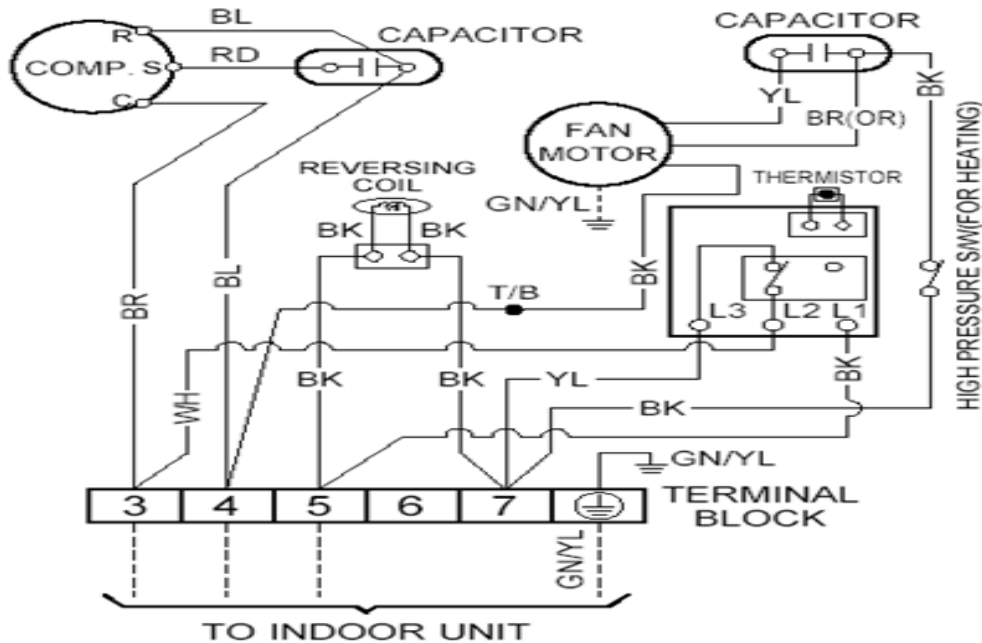 BL
CAPACITOR
CAPACITOR
R
COMP. S
RD
C
YL
BK
BR(OR)
FAN
MOTOR
REVERSING
COIL
THERMISTOR
GN/YL
BK
BK
HIGH PRESSURE S/W(FOR HEATING)
BR
BL
BK
T/B
L3
L2
L1
WH
BK
BK
YL
BK
BK
GN/YL
3
4
5
6
7
TERMINAL
BLOCK
GN/YL
TO INDOOR UNIT